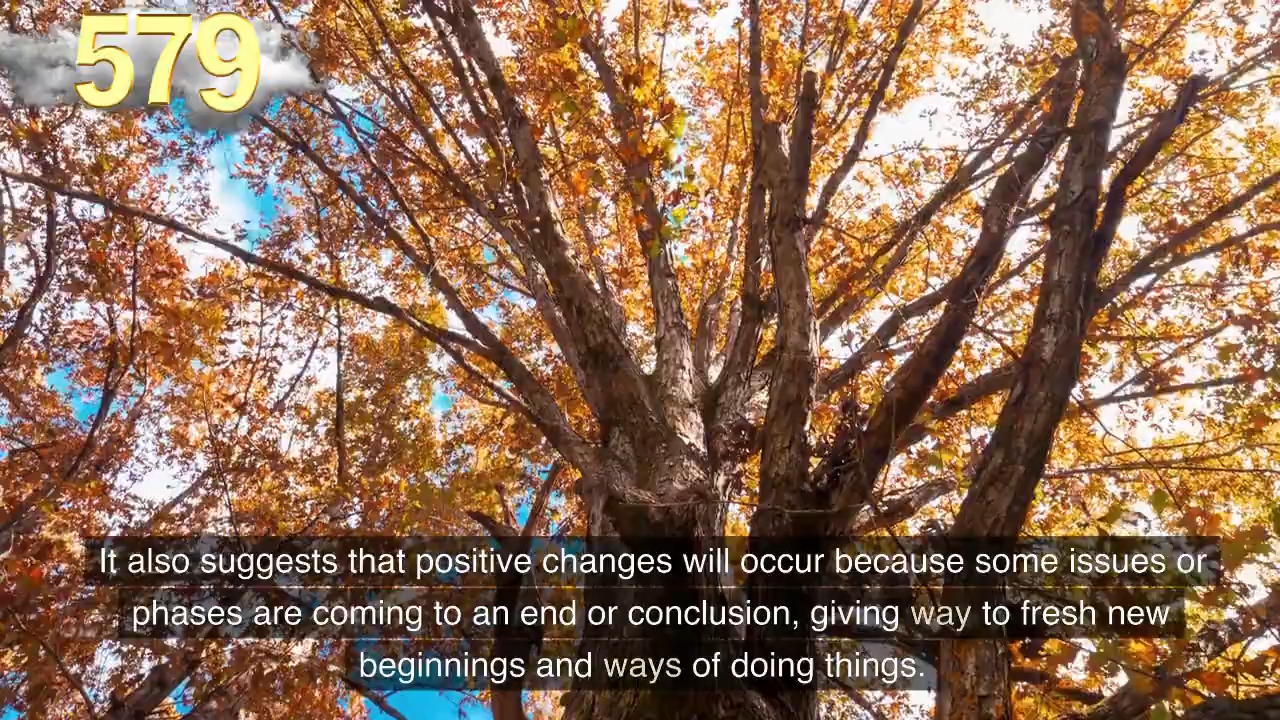 579
It also suggests that positive changes will occur because some issues or
phases are coming to an end or conclusion, giving way to fresh new
beginnings and ways of doing things.